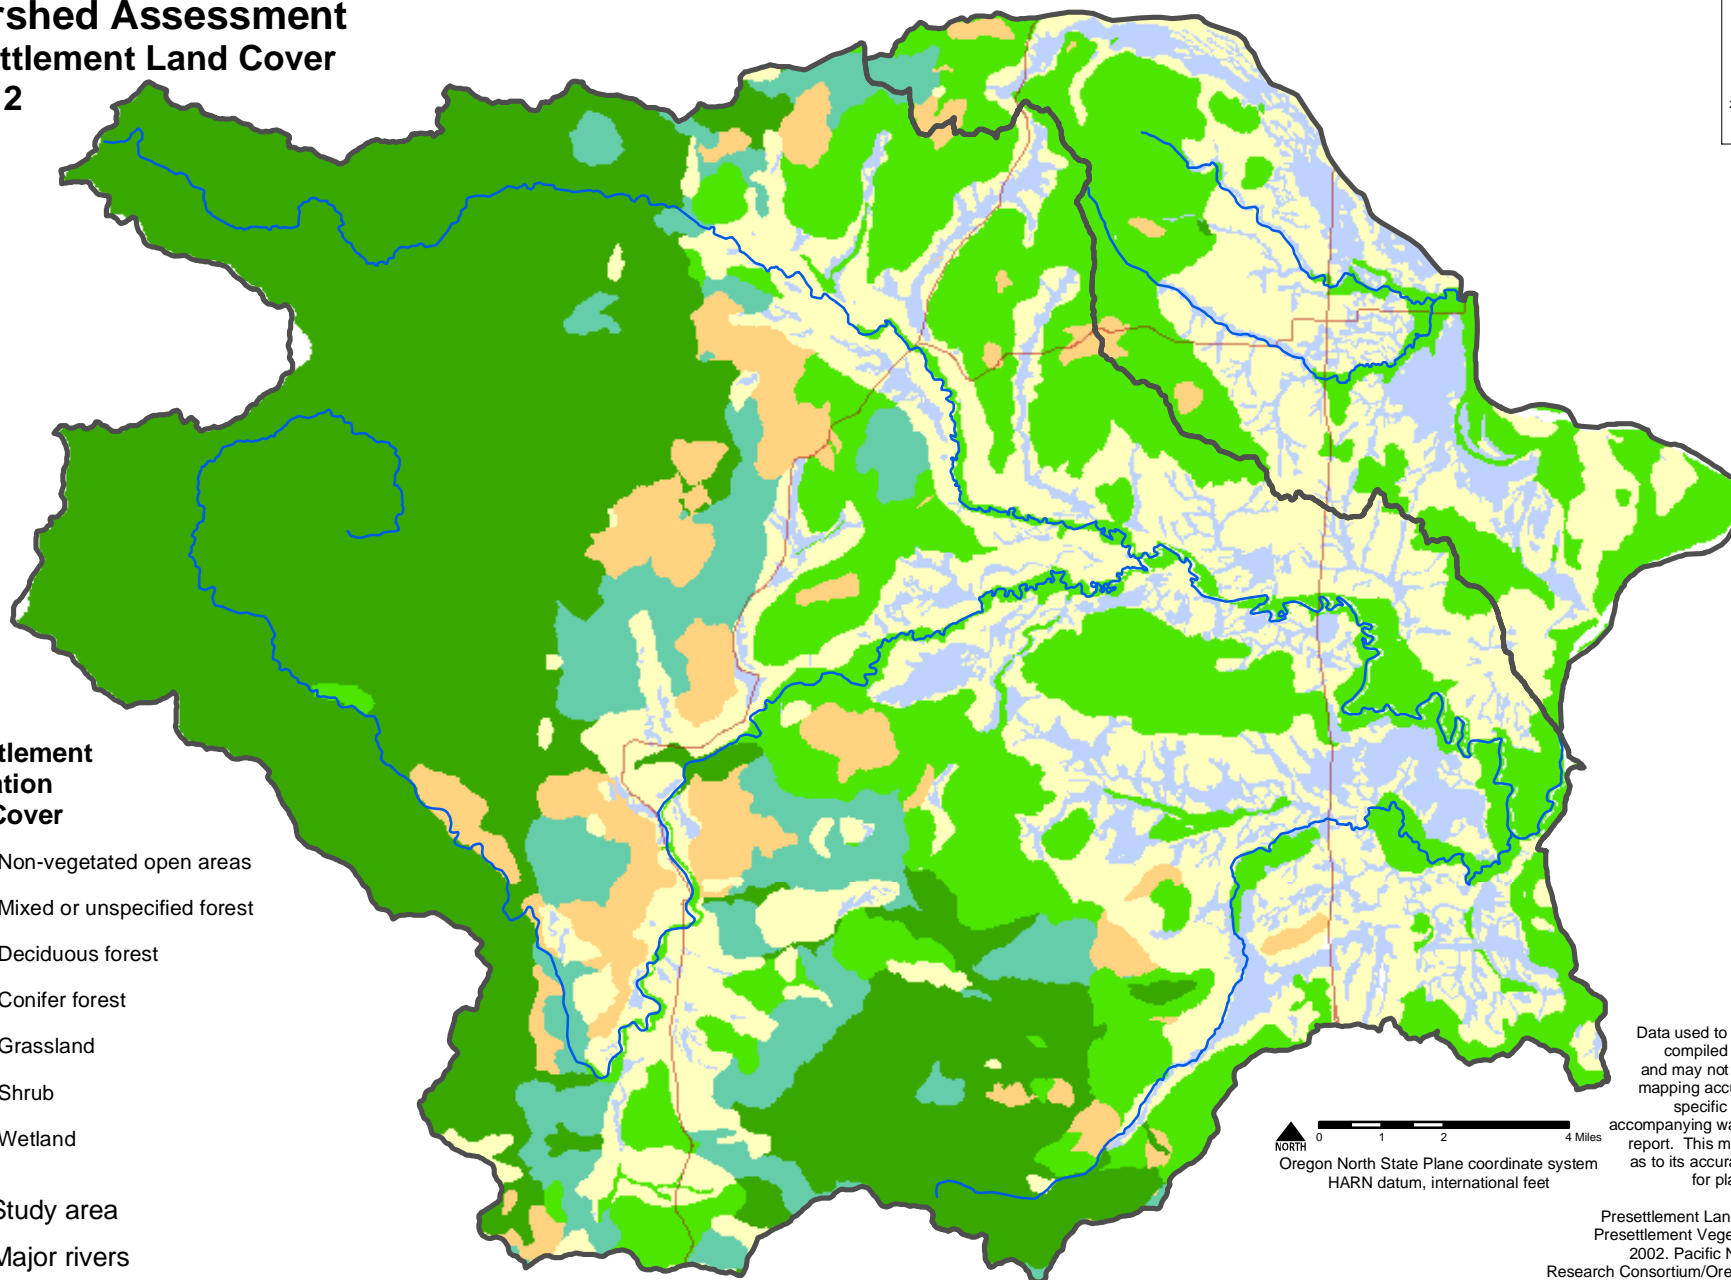 rshed Assessment
ttlement Land Cover
2
tlement
ation
Cover
Non-vegetated open areas
Mixed or unspecified forest
Deciduous forest
Conifer forest
Grassland
Shrub
Wetland
Study area
Major rivers
NORTH
0 1 2 4 Miles
Oregon North State Plane coordinate system
HARN datum, international feet
Data used to
compiled
and may not
mapping accu
specific
accompanying wa
report. This m
as to its accura
for pla
Presettlement Lan
Presettlement Vege
2002. Pacific N
Research Consortium/Ore